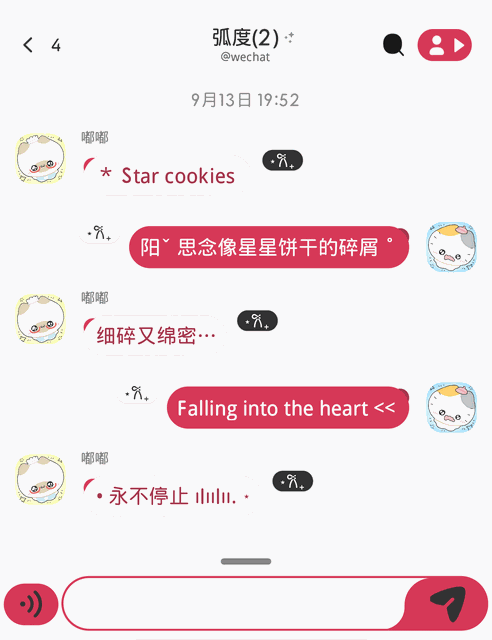 4
弧度(2)
@wechat
9月13日 19:52
嘟嘟
* Star cookies
阳ˇ 思念像星星饼干的碎屑 °
嘟嘟
细碎又绵密…
Falling into the heart <<
嘟嘟
• 永不停止 ılıılıı. ⋆